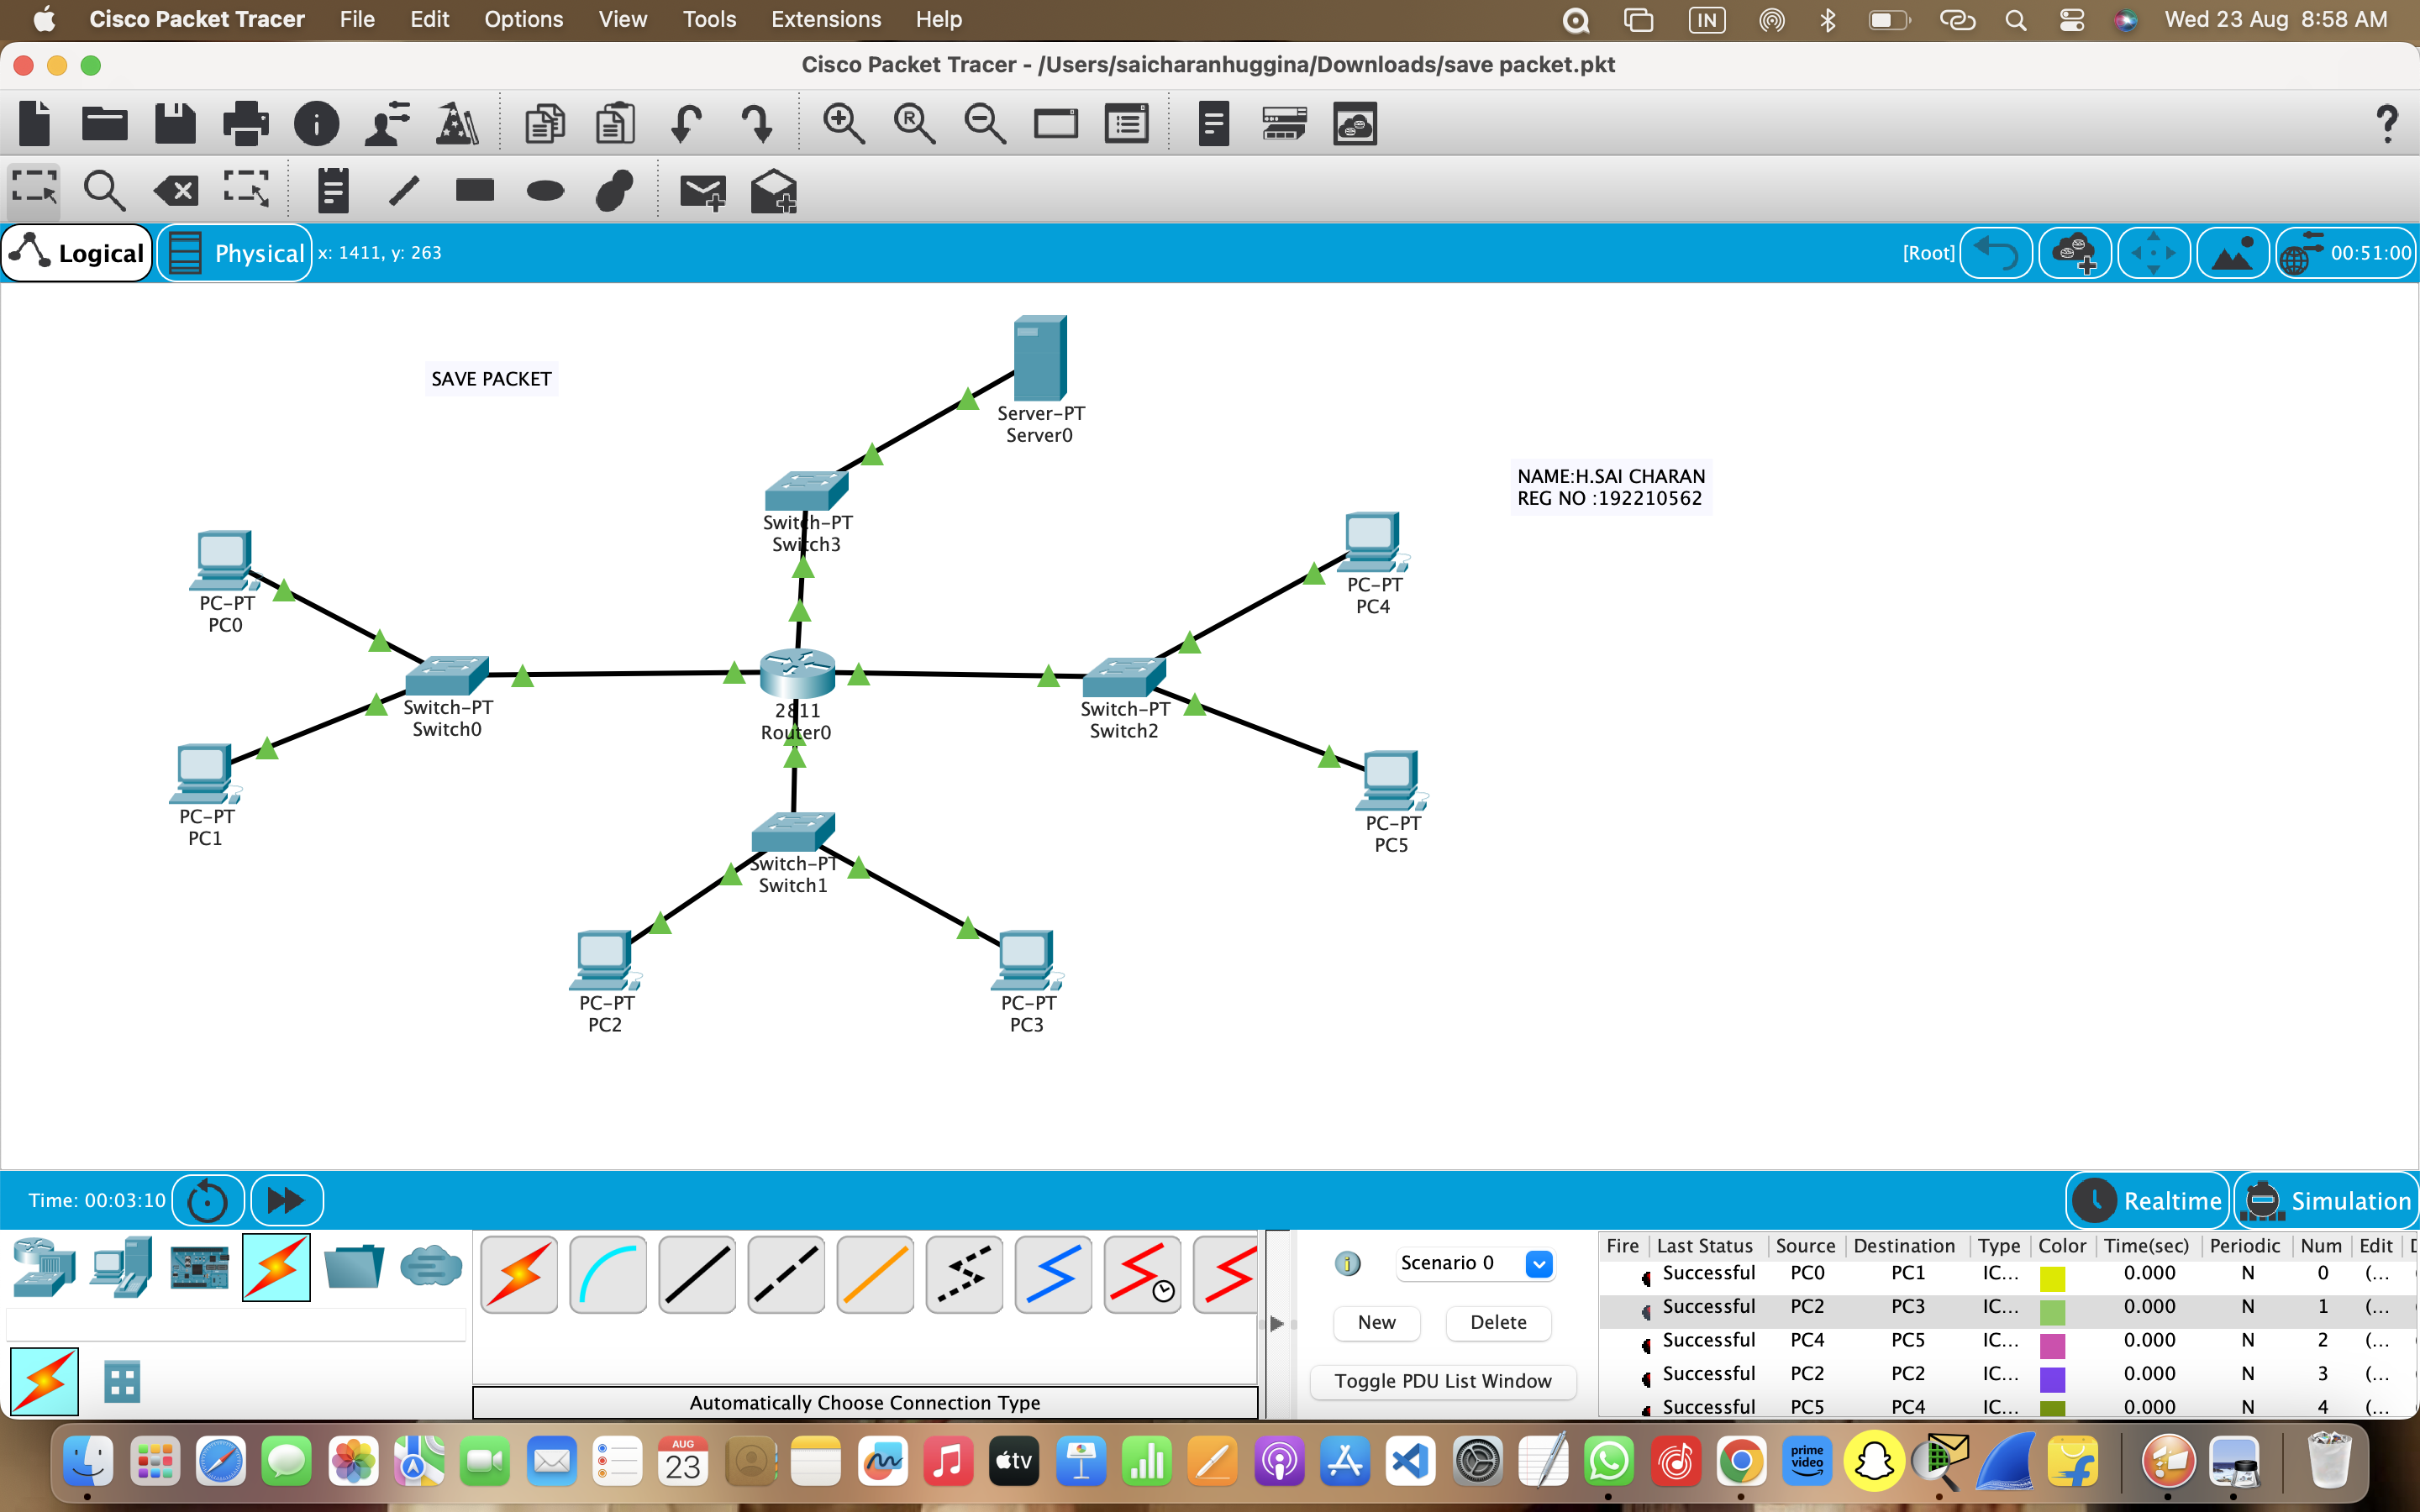 Cisco Packet Tracer File Edit Options View Tools Extensions Help IN Wed 23 Aug 8:58 AM
Cisco Packet Tracer - /Users/saicharanhuggina/Downloads/save packet.pkt
Logical Physical x: 1411, y: 263 [Root] 00:51:00
SAVE PACKET
Server-PT
Server0
NAME:H.SAI CHARAN
REG NO :192210562
Switch-PT
Switch3
PC-PT
PC4
PC-PT
PC0
Switch-PT
Switch0
2811
Router0
Switch-PT
Switch2
PC-PT
PC1
PC-PT
PC5
Switch-PT
Switch1
PC-PT
PC2
PC-PT
PC3
Time: 00:03:10 Realtime Simulation
Scenario 0
New Delete
Toggle PDU List Window
Automatically Choose Connection Type
Fire Last Status Source Destination Type Color Time(sec) Periodic Num Edit
Successful PC0 PC1 IC... 0.000 N 0 (...
Successful PC2 PC3 IC... 0.000 N 1 (...
Successful PC4 PC5 IC... 0.000 N 2 (...
Successful PC2 PC2 IC... 0.000 N 3 (...
Successful PC5 PC4 IC... 0.000 N 4 (...
AUG
23
tv
prime
video